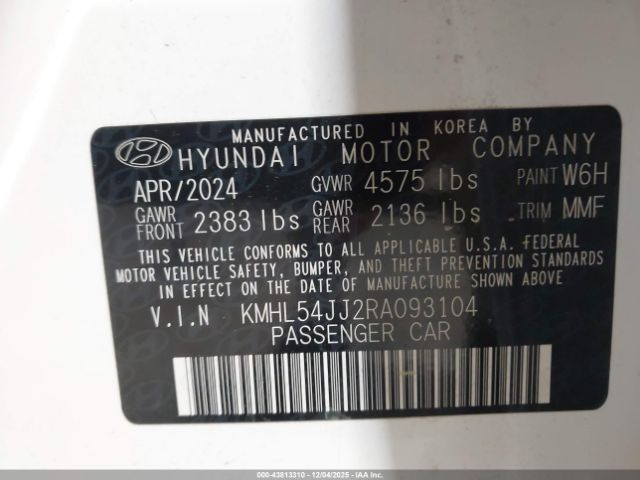 MANUFACTURED IN KOREA BY
HYUNDAI MOTOR COMPANY
APR/2024 GVWR 4575 lbs PAINT W6H
GAWR FRONT 2383 lbs GAWR REAR 2136 lbs TRIM MMF
THIS VEHICLE CONFORMS TO ALL APPLICABLE U.S.A. FEDERAL
MOTOR VEHICLE SAFETY, BUMPER, AND THEFT PREVENTION STANDARDS
IN EFFECT ON THE DATE OF MANUFACTURE SHOWN ABOVE
V.I.N KMHL54JJ2RA093104
PASSENGER CAR
000-43813310 - 12/04/2025 - IAAI.CA